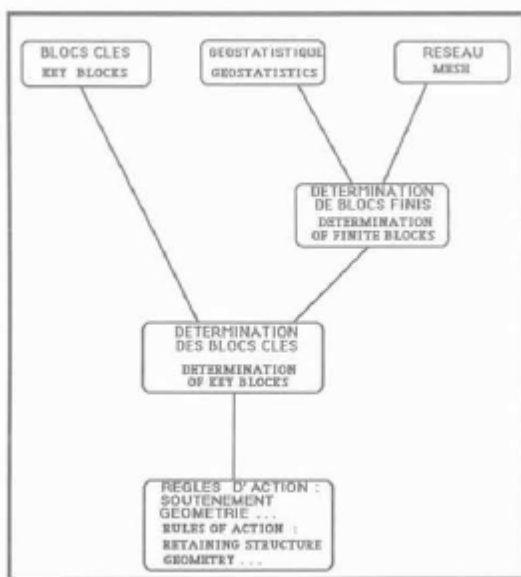 BLOCS CLES
KEY BLOCKS
GEOSTATISTIQUE
GEOSTATISTICS
RESEAU
MESH
DETERMINATION
DE BLOCS FINIS
DETERMINATION
OF FINITE BLOCKS
DETERMINATION
DES BLOCS CLES
DETERMINATION
OF KEY BLOCKS
REGLES D'ACTION :
SOUTENEMENT
GEOMETRIE ...
RULES OF ACTION :
RETAINING STRUCTURE
GEOMETRY ...